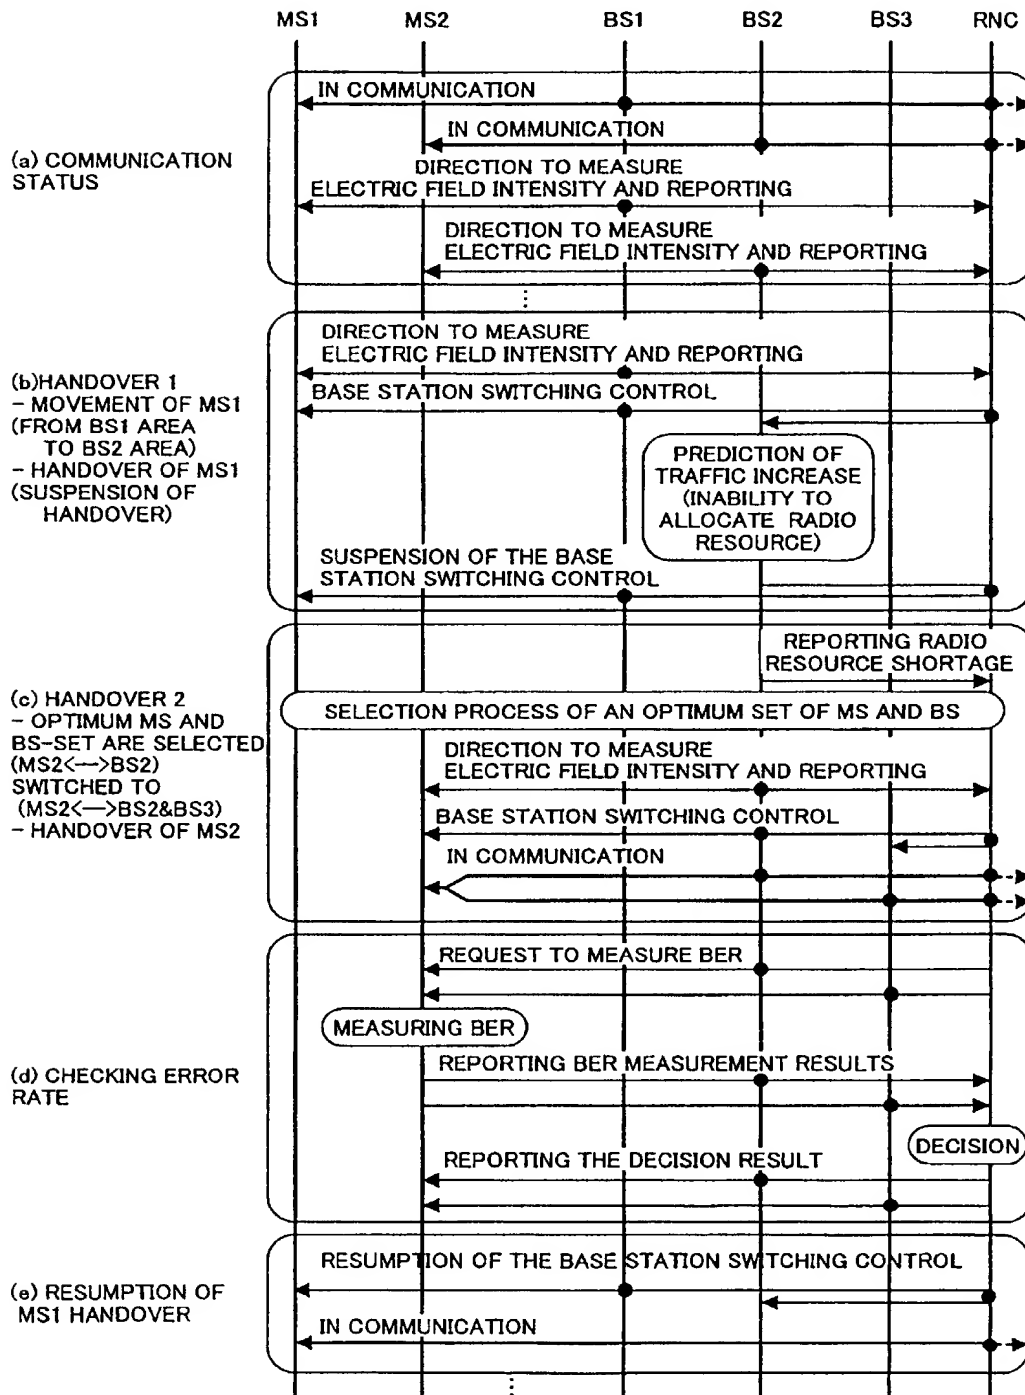 MS1 MS2 BS1 BS2 BS3 RNC
(a) COMMUNICATION
STATUS
IN COMMUNICATION
IN COMMUNICATION
DIRECTION TO MEASURE
ELECTRIC FIELD INTENSITY AND REPORTING
DIRECTION TO MEASURE
ELECTRIC FIELD INTENSITY AND REPORTING
(b)HANDOVER 1
- MOVEMENT OF MS1
(FROM BS1 AREA
TO BS2 AREA)
- HANDOVER OF MS1
(SUSPENSION OF
HANDOVER)
DIRECTION TO MEASURE
ELECTRIC FIELD INTENSITY AND REPORTING
BASE STATION SWITCHING CONTROL
PREDICTION OF
TRAFFIC INCREASE
(INABILITY TO
ALLOCATE RADIO
RESOURCE)
SUSPENSION OF THE BASE
STATION SWITCHING CONTROL
(c) HANDOVER 2
- OPTIMUM MS AND
BS-SET ARE SELECTED
(MS2<-->BS2)
SWITCHED TO
(MS2<-->BS2&BS3)
- HANDOVER OF MS2
REPORTING RADIO
RESOURCE SHORTAGE
SELECTION PROCESS OF AN OPTIMUM SET OF MS AND BS
DIRECTION TO MEASURE
ELECTRIC FIELD INTENSITY AND REPORTING
BASE STATION SWITCHING CONTROL
IN COMMUNICATION
(d) CHECKING ERROR
RATE
REQUEST TO MEASURE BER
MEASURING BER
REPORTING BER MEASUREMENT RESULTS
DECISION
REPORTING THE DECISION RESULT
(e) RESUMPTION OF
MS1 HANDOVER
RESUMPTION OF THE BASE STATION SWITCHING CONTROL
IN COMMUNICATION